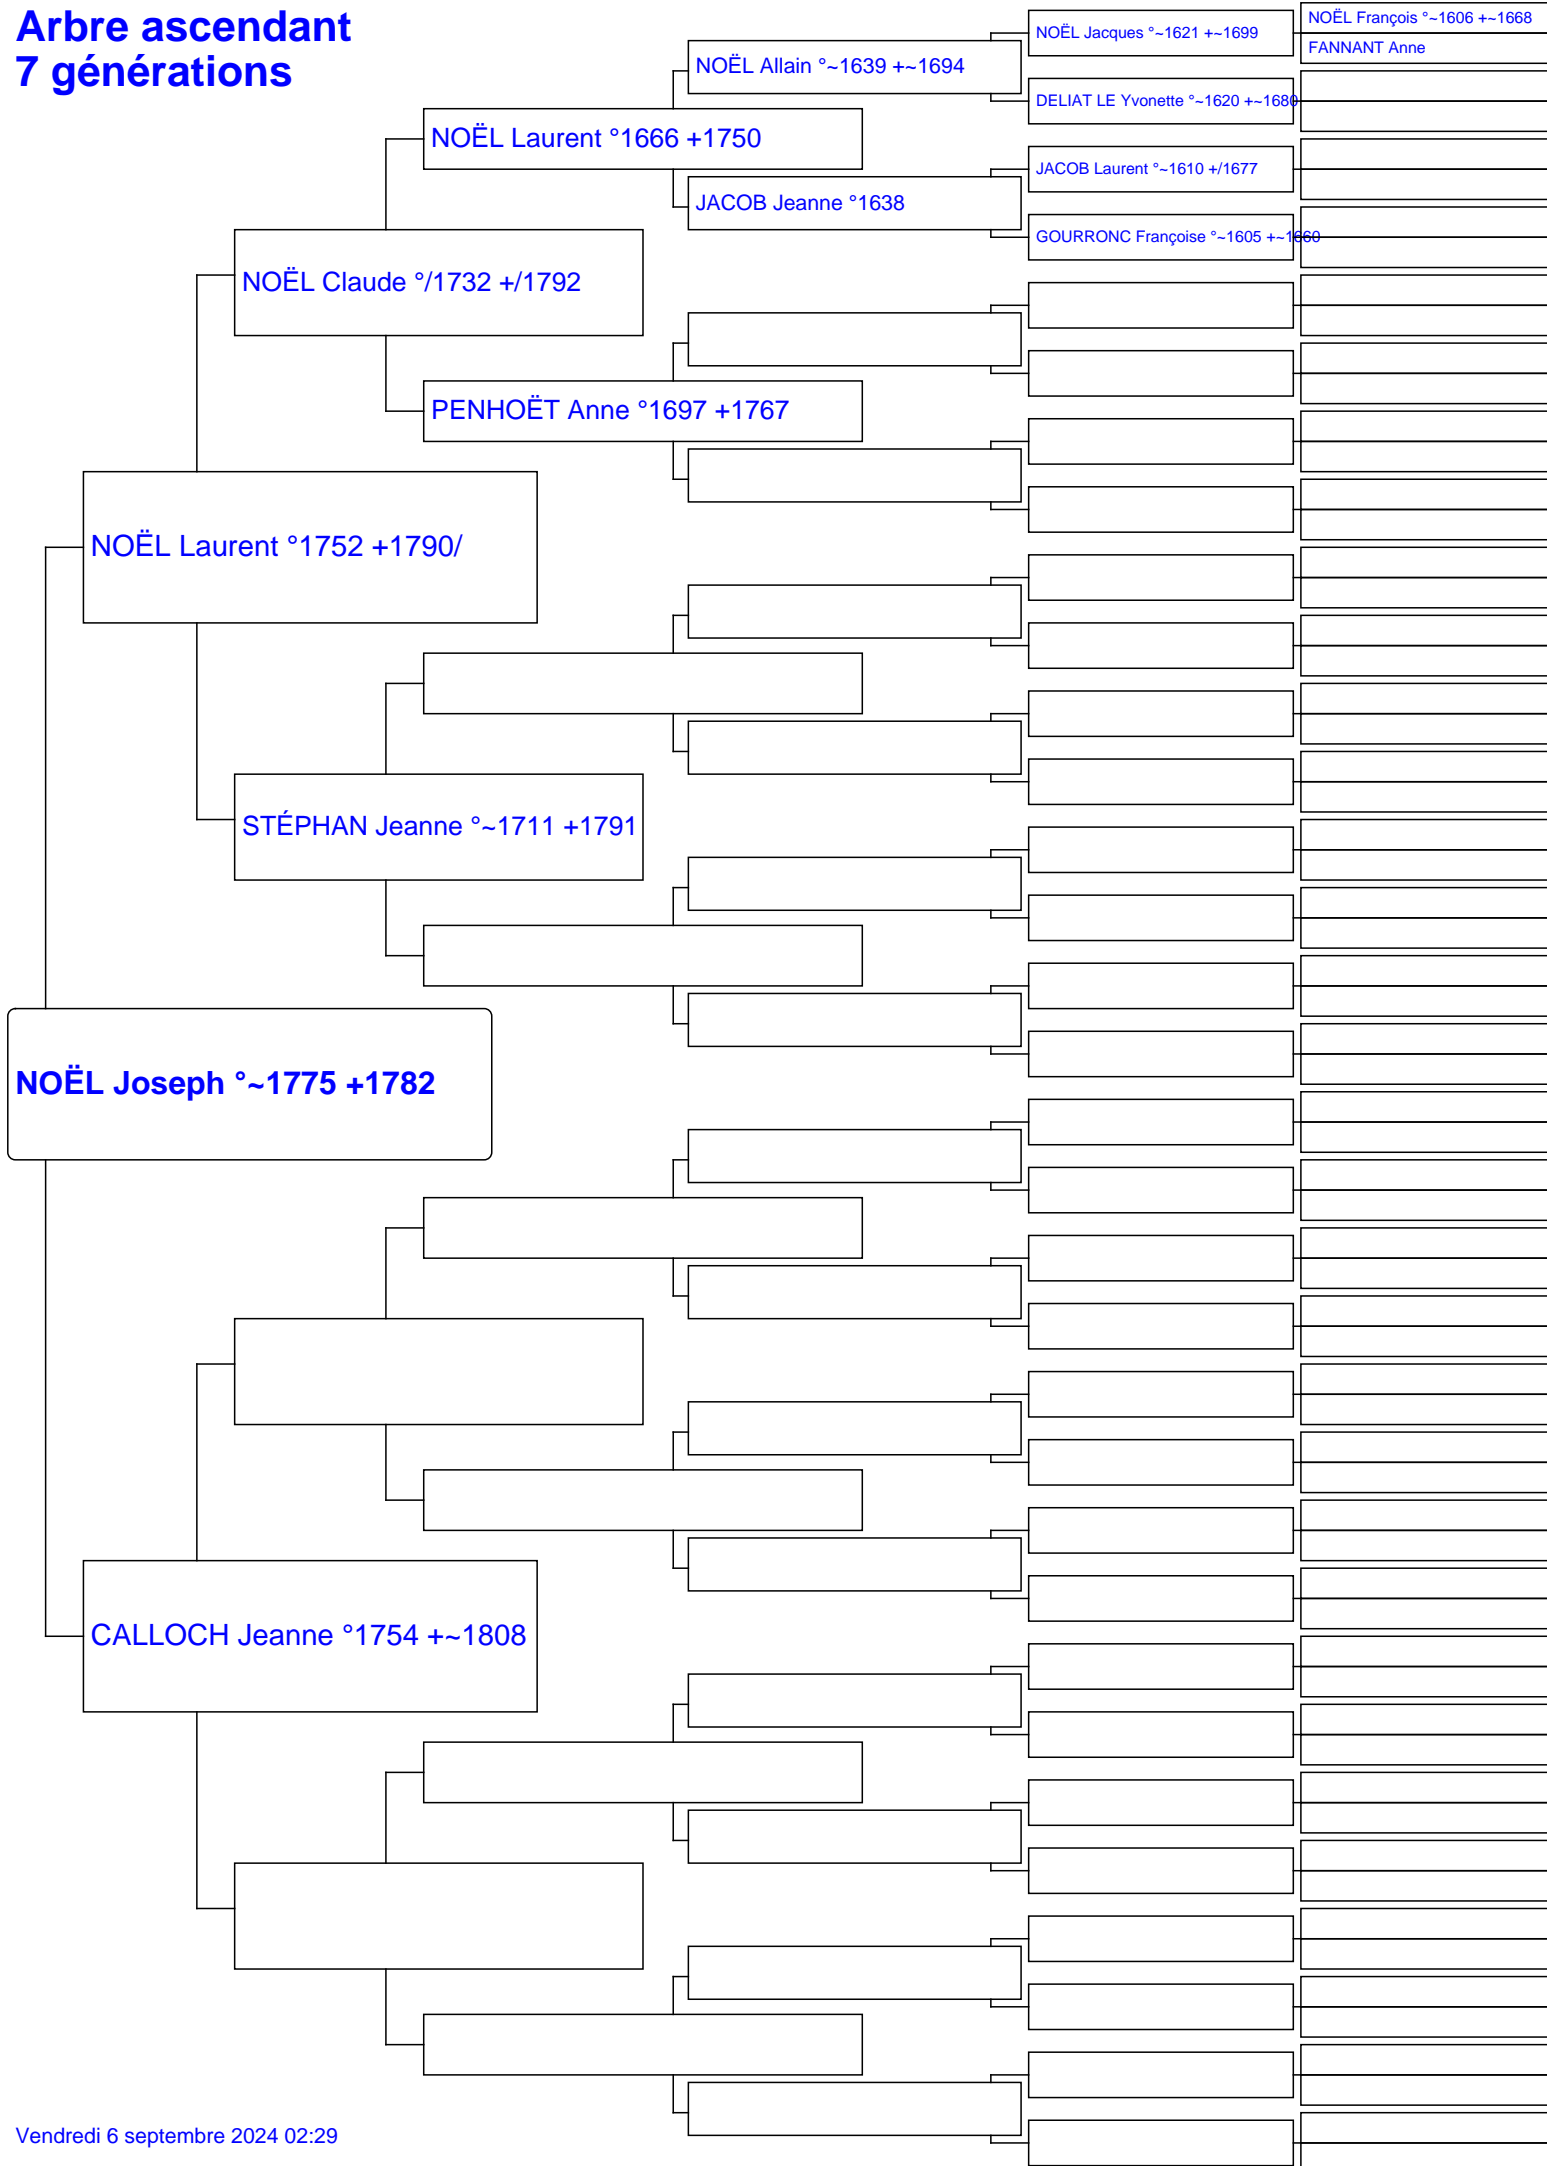 Arbre ascendant
7 générations
NOËL François °~1606 +~1668
FANNANT Anne
NOËL Jacques °~1621 +~1699
NOËL Allain °~1639 +~1694
DELIAT LE Yvonette °~1620 +~1680
NOËL Laurent °1666 +1750
JACOB Laurent °~1610 +/1677
JACOB Jeanne °1638
GOURRONC Françoise °~1605 +~1660
NOËL Claude °/1732 +/1792
PENHOËT Anne °1697 +1767
NOËL Laurent °1752 +1790/
STÉPHAN Jeanne °~1711 +1791
NOËL Joseph °~1775 +1782
CALLOCH Jeanne °1754 +~1808
Vendredi 6 septembre 2024 02:29